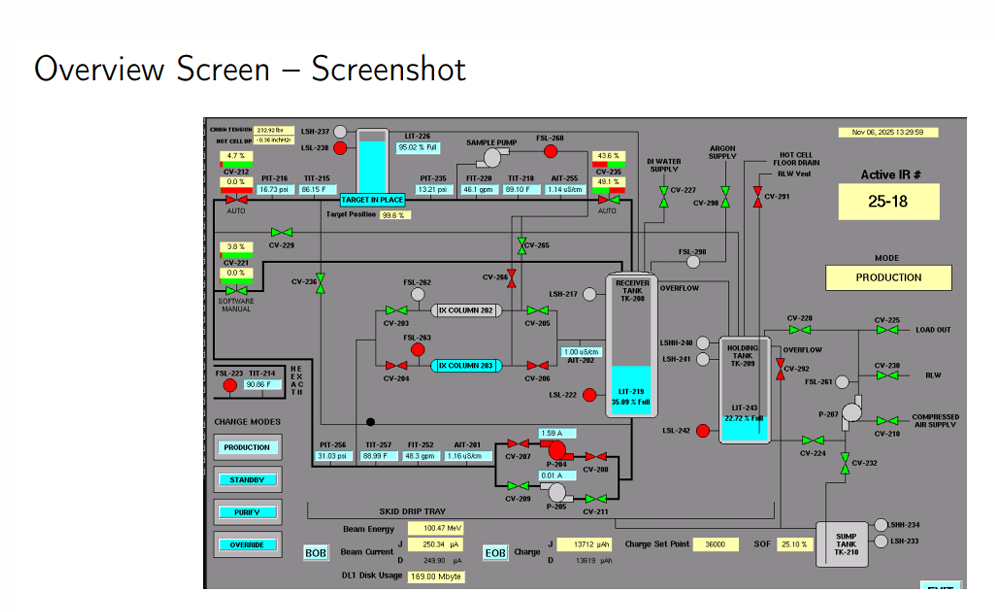 Overview Screen – Screenshot
CHAIN TENSION 232.92 lbs
HOT CELL DP -0.36 inchH2O
LSH-237
LSL-238
LIT-226
95.02 % Full
SAMPLE PUMP
FSL-260
Nov 06, 2025 13:29:59
4.7 %
CV-212
0.0 %
AUTO
PIT-216
16.73 psi
TIT-215
86.15 F
TARGET IN PLACE
Target Position 99.6 %
PIT-235
13.21 psi
FIT-220
46.1 gpm
TIT-218
89.10 F
AIT-255
1.14 uS/cm
43.6 %
CV-235
49.1 %
AUTO
DI WATER
SUPPLY
CV-227
ARGON
SUPPLY
CV-290
HOT CELL
FLOOR DRAIN
RLW Vent
CV-291
Active IR #
25-18
CV-229
3.8 %
CV-221
0.0 %
SOFTWARE
MANUAL
CV-236
CV-265
CV-266
FSL-290
MODE
PRODUCTION
FSL-262
IX COLUMN 202
CV-203
CV-205
FSL-263
IX COLUMN 203
CV-204
CV-206
LSH-217
RECEIVER
TANK
TK-208
OVERFLOW
1.00 uS/cm
AIT-202
LSL-222
LIT-219
35.09 % Full
LSHH-240
LSH-241
HOLDING
TANK
TK-209
OVERFLOW
CV-292
LIT-243
22.72 % Full
LSL-242
CV-228
CV-225
LOAD OUT
CV-230
RLW
FSL-261
P-207
CV-210
COMPRESSED
AIR SUPPLY
CV-224
CV-232
FSL-223
TIT-214
90.86 F
H
E
E
X
A
C
T
H
CHANGE MODES
PRODUCTION
STANDBY
PURIFY
OVERRIDE
PIT-256
31.03 psi
TIT-257
88.99 F
FIT-252
48.3 gpm
AIT-201
1.16 uS/cm
1.59 A
CV-207
P-204
CV-208
0.01 A
CV-209
P-205
CV-211
SKID DRIP TRAY
BOB
Beam Energy 100.47 MeV
Beam Current J 250.34 µA
D 249.90 µA
DL1 Disk Usage 169.00 Mbyte
EOB
Charge J 13712 µAh
D 13619 µAh
Charge Set Point 36000
SOF 25.10 %
SUMP
TANK
TK-210
LSHH-234
LSH-233
EXIT